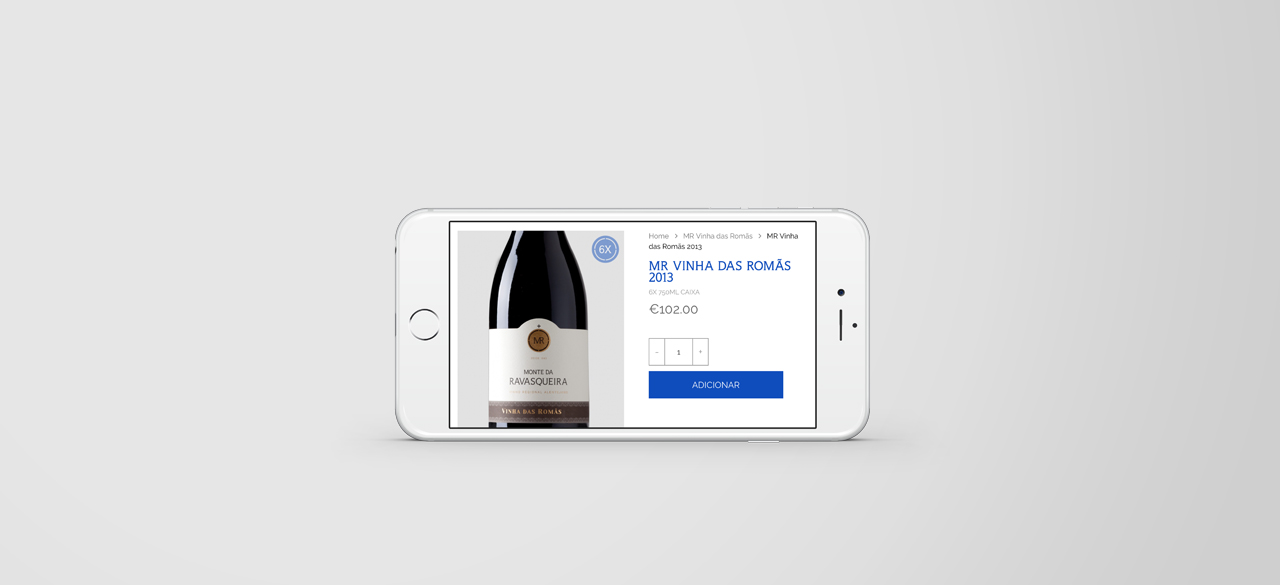 6X
MR
MONTE DA
RAVASQUEIRA
VINHA DAS ROMÃS
Home > MR Vinha das Romãs > MR Vinha
das Romãs 2013
MR VINHA DAS ROMÃS
2013
6X 750ML CAIXA
€102.00
- 1 +
ADICIONAR